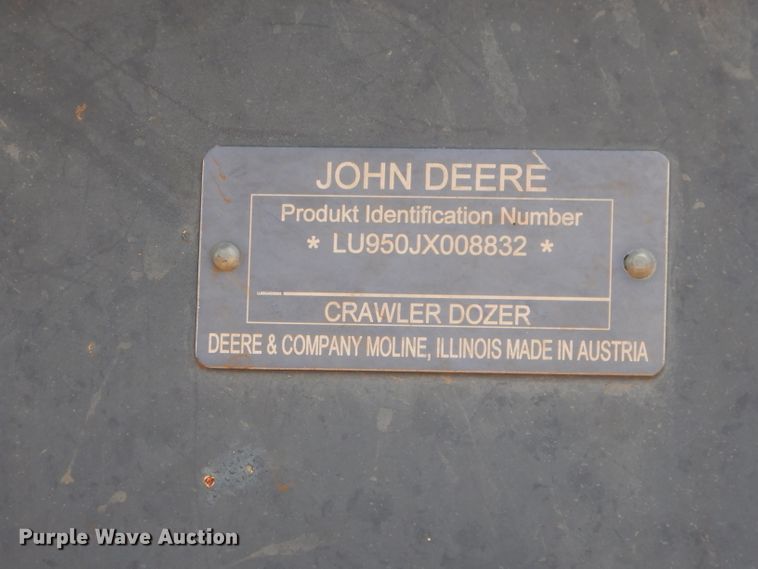 JOHN DEERE
Produkt Identification Number
* LU950JX008832 *
CRAWLER DOZER
DEERE & COMPANY MOLINE, ILLINOIS MADE IN AUSTRIA
Purple Wave Auction